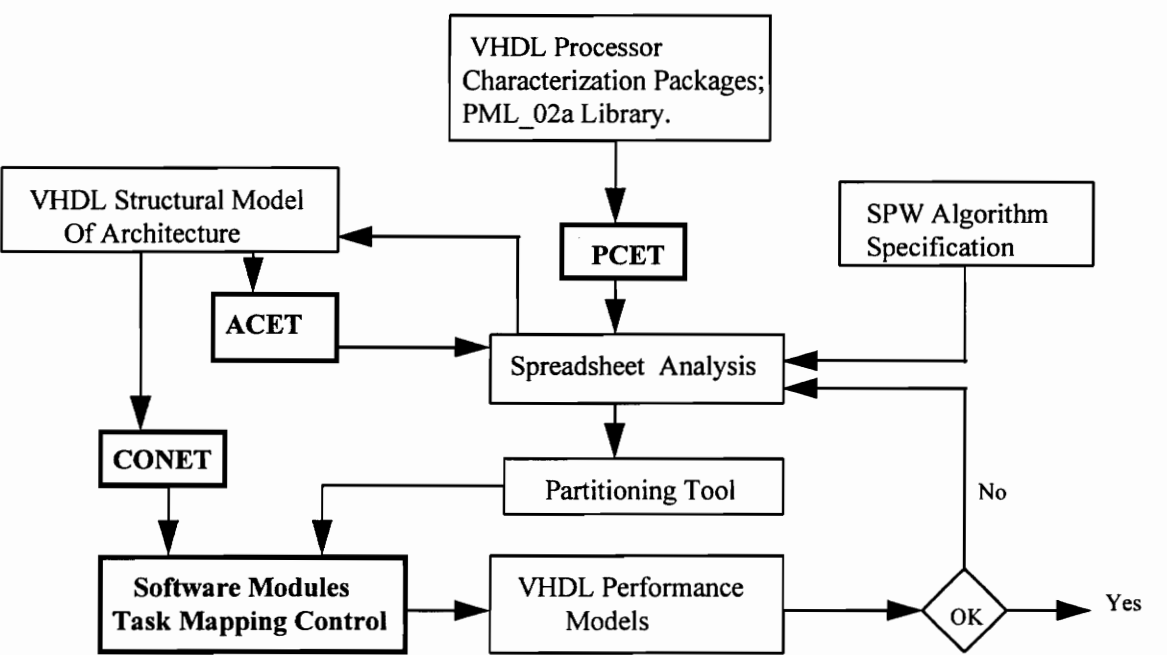 VHDL Processor
Characterization Packages;
PML_02a Library.
VHDL Structural Model
Of Architecture
SPW Algorithm
Specification
PCET
ACET
Spreadsheet Analysis
CONET
Partitioning Tool
No
Software Modules
Task Mapping Control
VHDL Performance
Models
OK
Yes